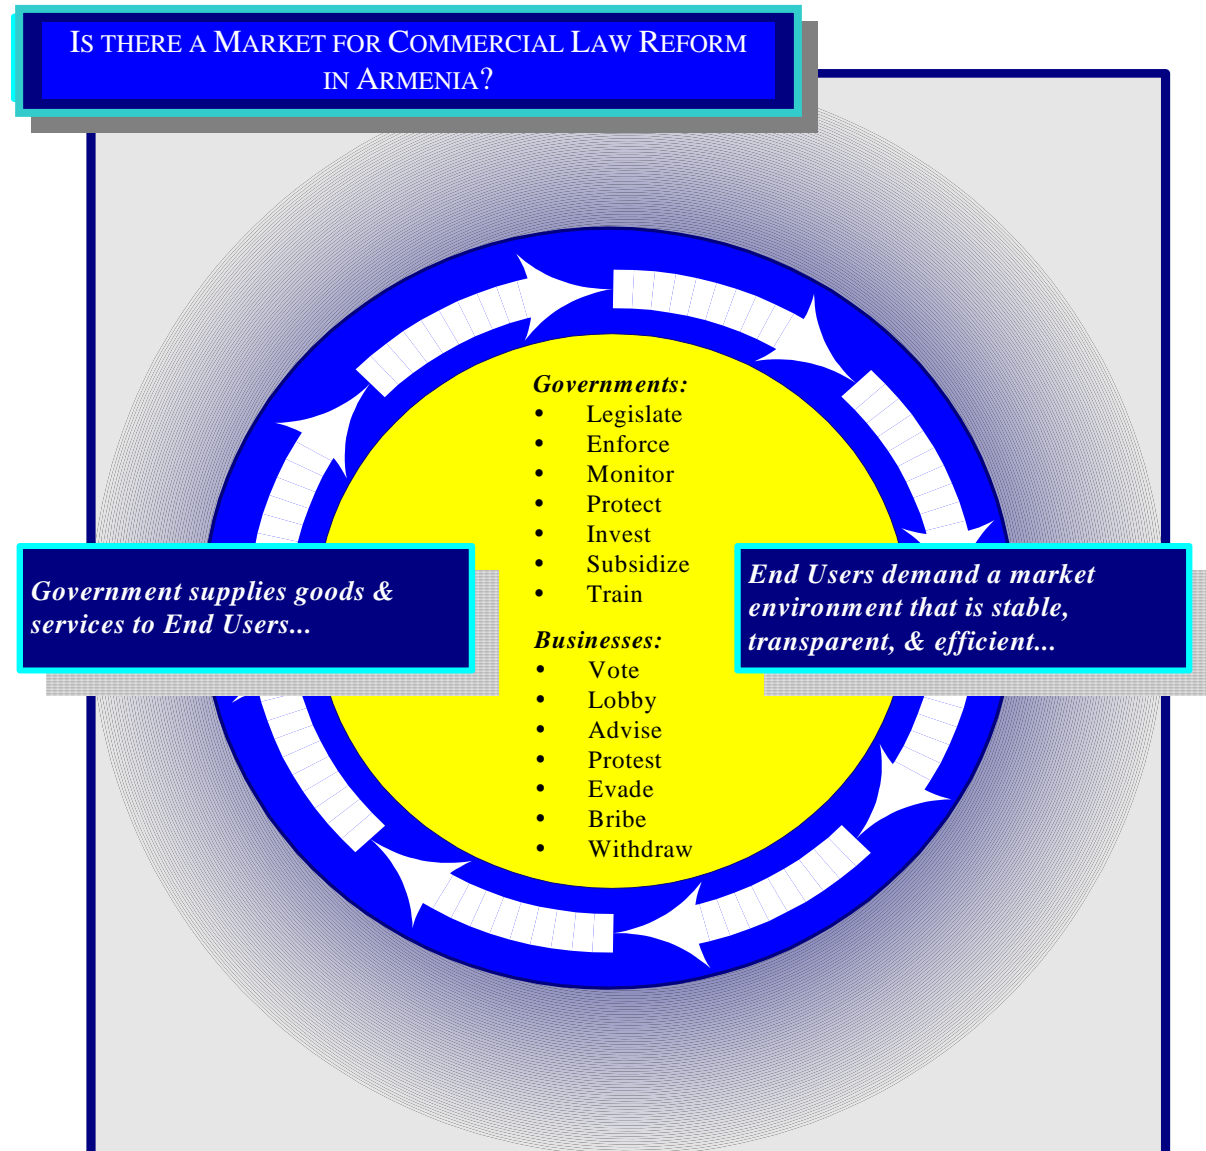 IS THERE A MARKET FOR COMMERCIAL LAW REFORM
IN ARMENIA?
Governments:
• Legislate
• Enforce
• Monitor
• Protect
• Invest
• Subsidize
• Train
Government supplies goods &
services to End Users...
End Users demand a market
environment that is stable,
transparent, & efficient...
Businesses:
• Vote
• Lobby
• Advise
• Protest
• Evade
• Bribe
• Withdraw